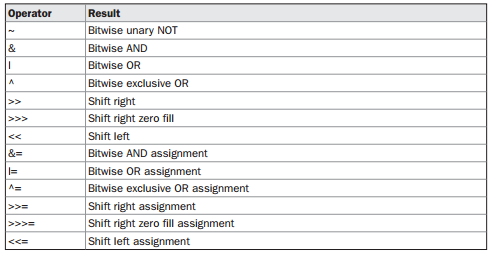 Operator Result
~ Bitwise unary NOT
& Bitwise AND
| Bitwise OR
^ Bitwise exclusive OR
>> Shift right
>>> Shift right zero fill
<< Shift left
&= Bitwise AND assignment
|= Bitwise OR assignment
^= Bitwise exclusive OR assignment
>>= Shift right assignment
>>>= Shift right zero fill assignment
<<= Shift left assignment